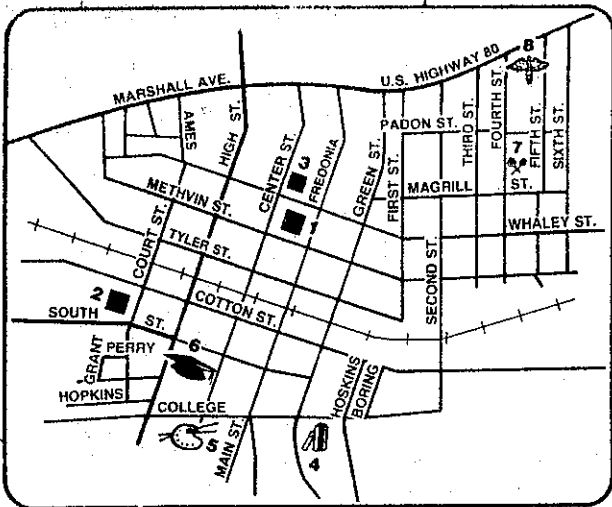 U.S. HIGHWAY 80
8
MARSHALL AVE.
HIGH ST.
AMES
CENTER ST.
3
FREDONIA
GREEN ST.
FIRST ST.
PADON ST.
THIRD ST.
FOURTH ST.
FIFTH ST.
SIXTH ST.
7
MAGRILL ST.
METHVIN ST.
1
WHALEY ST.
COURT ST.
TYLER ST.
SECOND ST.
2
COTTON ST.
SOUTH ST.
GRANT
PERRY
6
HOPKINS
HOSKINS
BORING
COLLEGE
MAIN ST.
5
4